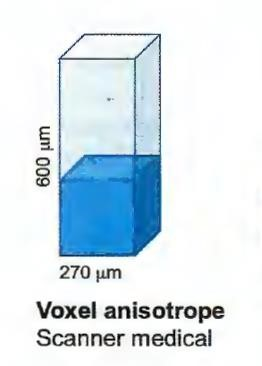 600 µm
270 µm
Voxel anisotrope
Scanner medical